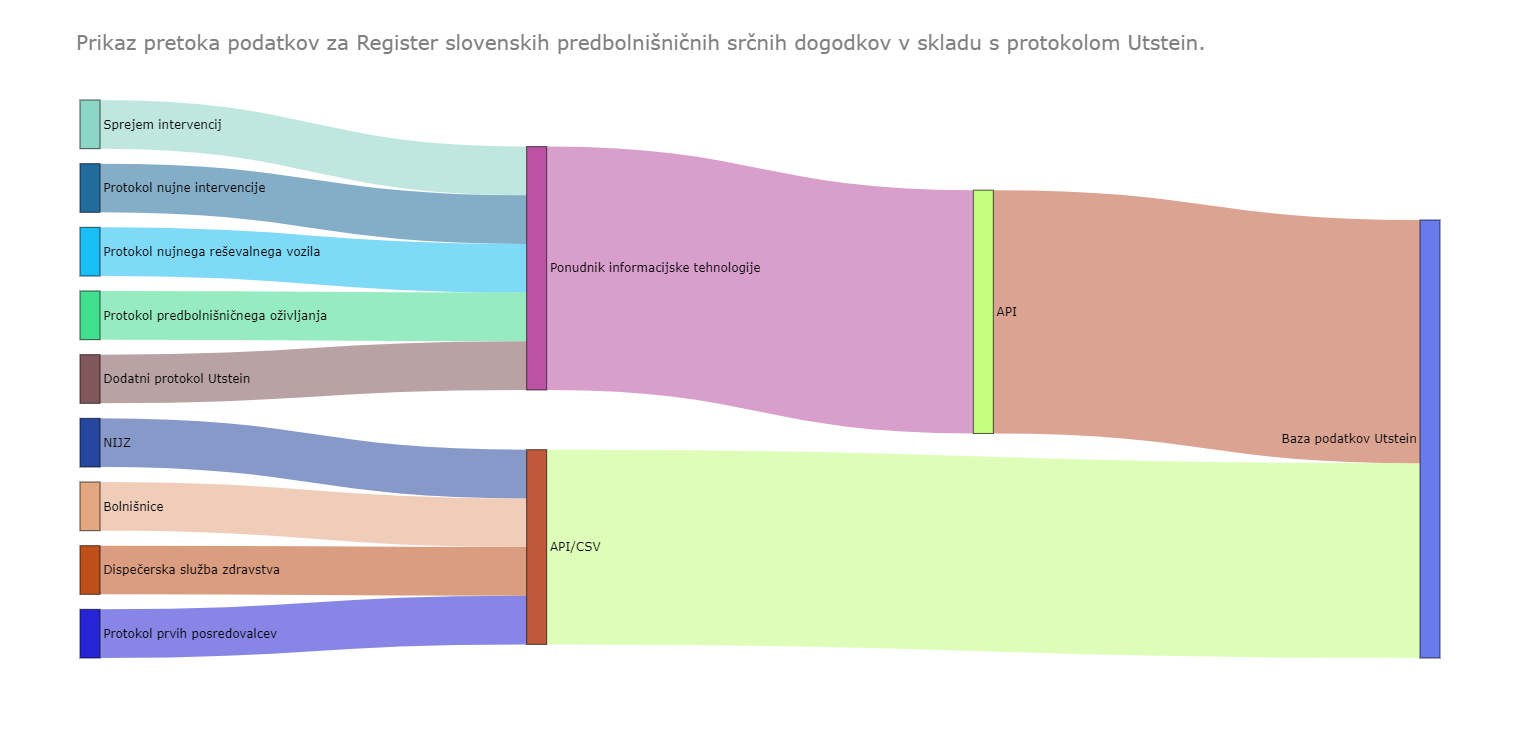 Prikaz pretoka podatkov za Register slovenskih predbolnišničnih srčnih dogodkov v skladu s protokolom Utstein.
Sprejem intervencij
Protokol nujne intervencije
Protokol nujnega reševalnega vozila
Protokol predbolnišničnega oživljanja
Dodatni protokol Utstein
NIJZ
Bolnišnice
Dispečerska služba zdravstva
Protokol prvih posredovalcev
Ponudnik informacijske tehnologije
API/CSV
API
Baza podatkov Utstein